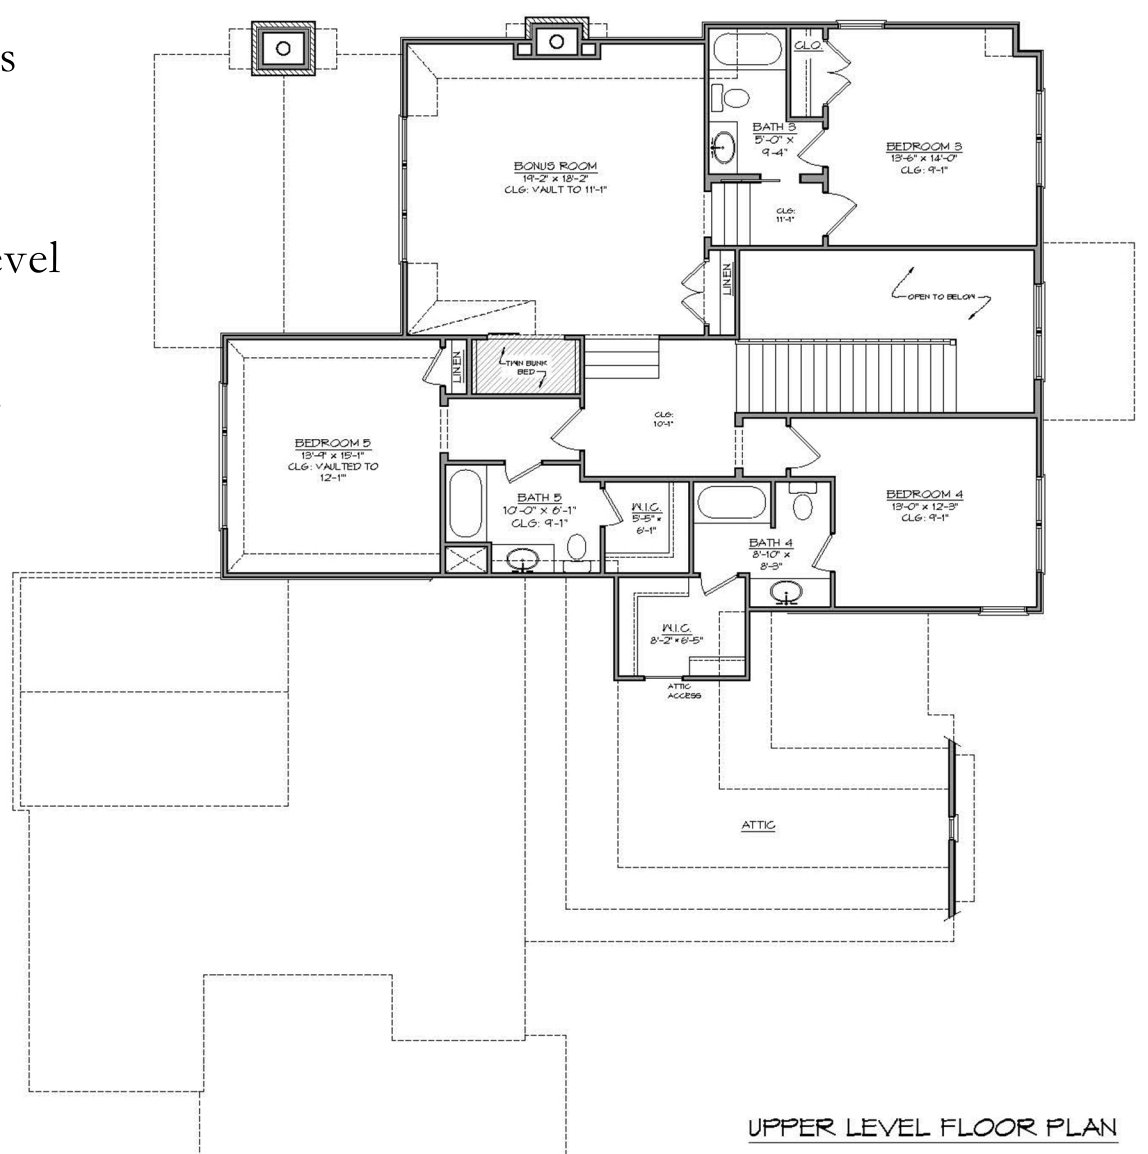 s
evel
CLO.
BATH 3
5'-0" x
9'-4"
BEDROOM 3
13'-6" x 14'-0"
CLG: 9'-1"
BONUS ROOM
19'-2" x 18'-2"
CLG: VAULT TO 11'-1"
CLG:
11'-1"
LINEN
OPEN TO BELOW
LINEN
TWIN BUNK
BED
CLG:
10'-1"
BEDROOM 5
13'-9" x 15'-1"
CLG: VAULTED TO
12'-1"
BATH 5
10'-0" x 6'-1"
CLG: 9'-1"
W.I.C.
5'-5" x
6'-1"
BEDROOM 4
13'-0" x 12'-3"
CLG: 9'-1"
BATH 4
8'-10" x
8'-3"
W.I.C.
8'-2" x 6'-5"
ATTIC
ACCESS
ATTIC
UPPER LEVEL FLOOR PLAN